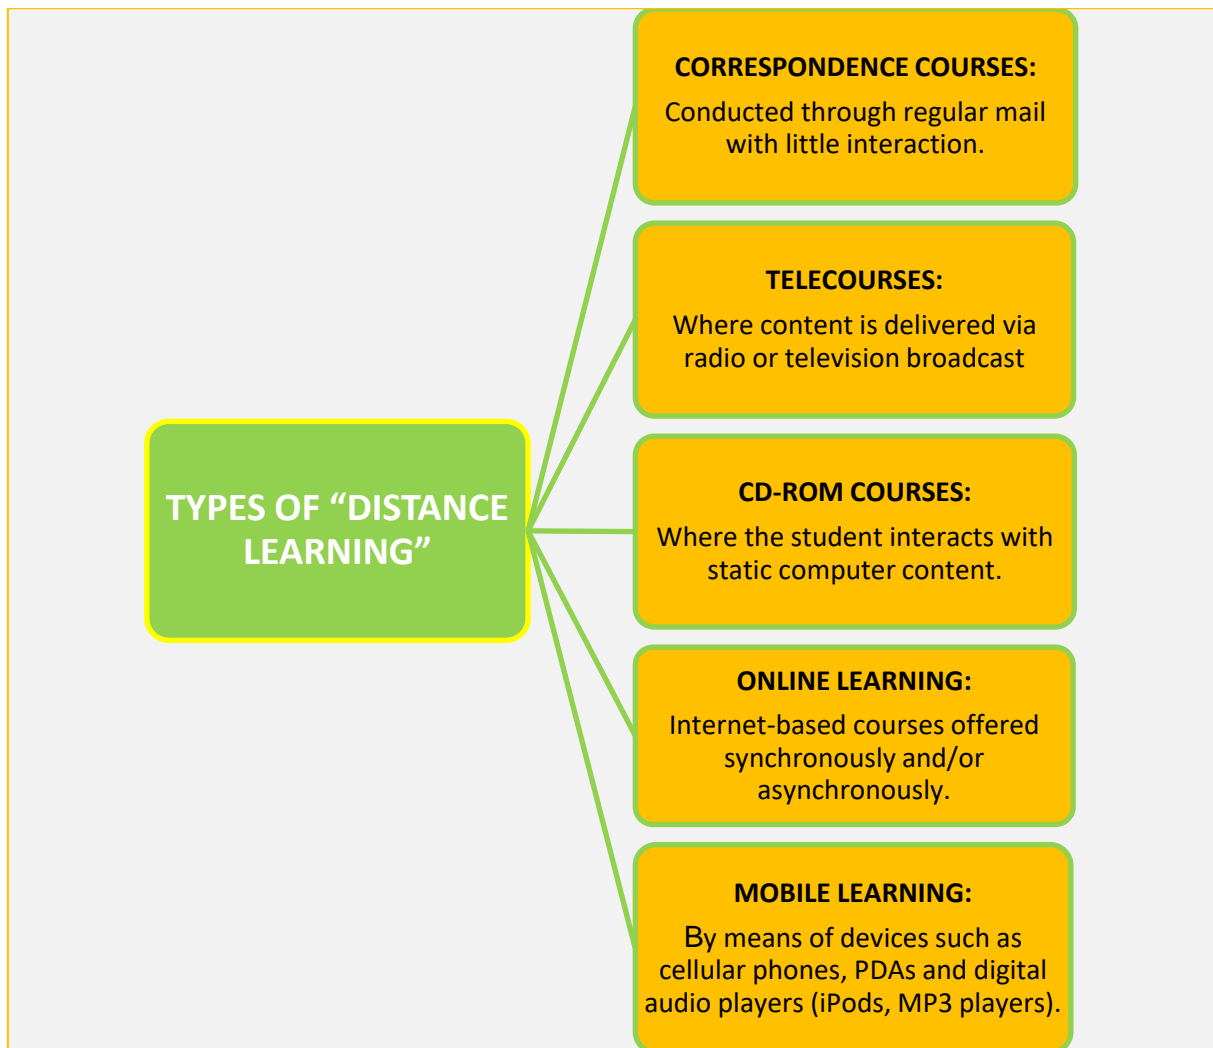 CORRESPONDENCE COURSES:
Conducted through regular mail
with little interaction.
TELECOURSES:
Where content is delivered via
radio or television broadcast
TYPES OF “DISTANCE
LEARNING”
CD-ROM COURSES:
Where the student interacts with
static computer content.
ONLINE LEARNING:
Internet-based courses offered
synchronously and/or
asynchronously.
MOBILE LEARNING:
By means of devices such as
cellular phones, PDAs and digital
audio players (iPods, MP3 players).